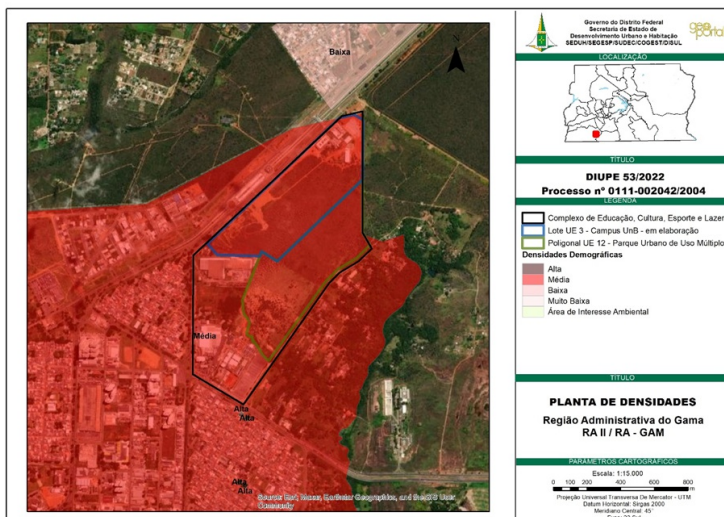 Baixa
Média
Alta
Alta
Alta
Alta
Source: Esri, Maxar, Earthstar Geographics, and the GIS User
Community
Governo do Distrito Federal
Secretaria de Estado de
Desenvolvimento Urbano e Habitação
SEDUH/SEGESP/SUDEC/COGEST/DISUL
geo
portal
LOCALIZAÇÃO
TÍTULO
DIUPE 53/2022
Processo nº 0111-002042/2004
LEGENDA
Complexo de Educação, Cultura, Esporte e Lazer
Lote UE 3 - Campus UnB - em elaboração
Poligonal UE 12 - Parque Urbano de Uso Múltiplo
Densidades Demográficas
Alta
Média
Baixa
Muito Baixa
Área de Interesse Ambiental
TÍTULO
PLANTA DE DENSIDADES
Região Administrativa do Gama
RA II / RA - GAM
PARÂMETROS CARTOGRÁFICOS
Escala: 1:15.000
0 100 200 400 600 800
m
Projeção Universal Transversa De Mercator - UTM
Datum Horizontal: Sirgas 2000
Meridiano Central: 45°